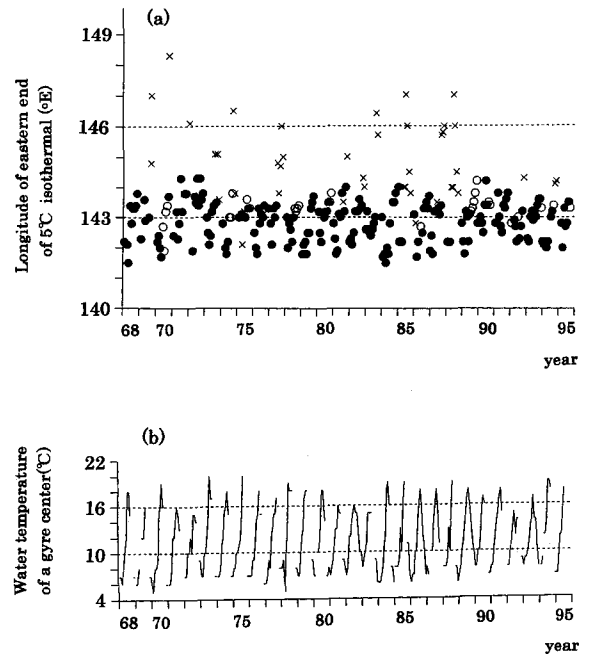 (a)
149
146
143
140
Longitude of eastern end
of 5℃ isothermal (°E)
68 70 75 80 85 90 95
year
(b)
22
16
10
4
Water temperature
of a gyre center(℃)
68 70 75 80 85 90 95
year